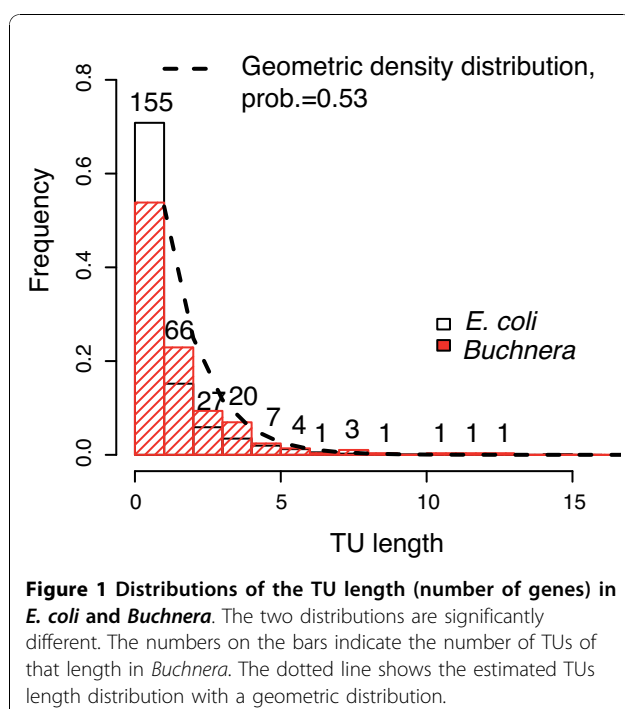 Geometric density distribution,
prob.=0.53
0.8
0.6
0.4
0.2
0.0
Frequency
155
66
27
20
7
4
1
3
1
1
1
1
E. coli
Buchnera
0
5
10
15
TU length
Figure 1 Distributions of the TU length (number of genes) in
E. coli and Buchnera. The two distributions are significantly
different. The numbers on the bars indicate the number of TUs of
that length in Buchnera. The dotted line shows the estimated TUs
length distribution with a geometric distribution.